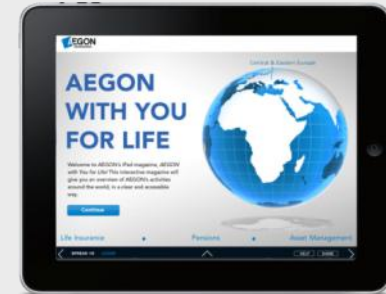 AEGON
Central & Eastern Europe
AEGON
WITH YOU
FOR LIFE
Welcome to AEGON's iPad magazine, AEGON
with You for Life! This interactive magazine will
give you an overview of AEGON's activities
around the world, in a clear and accessible
way.
Continue
Life Insurance • Pensions • Asset Management
HELP
SHARE